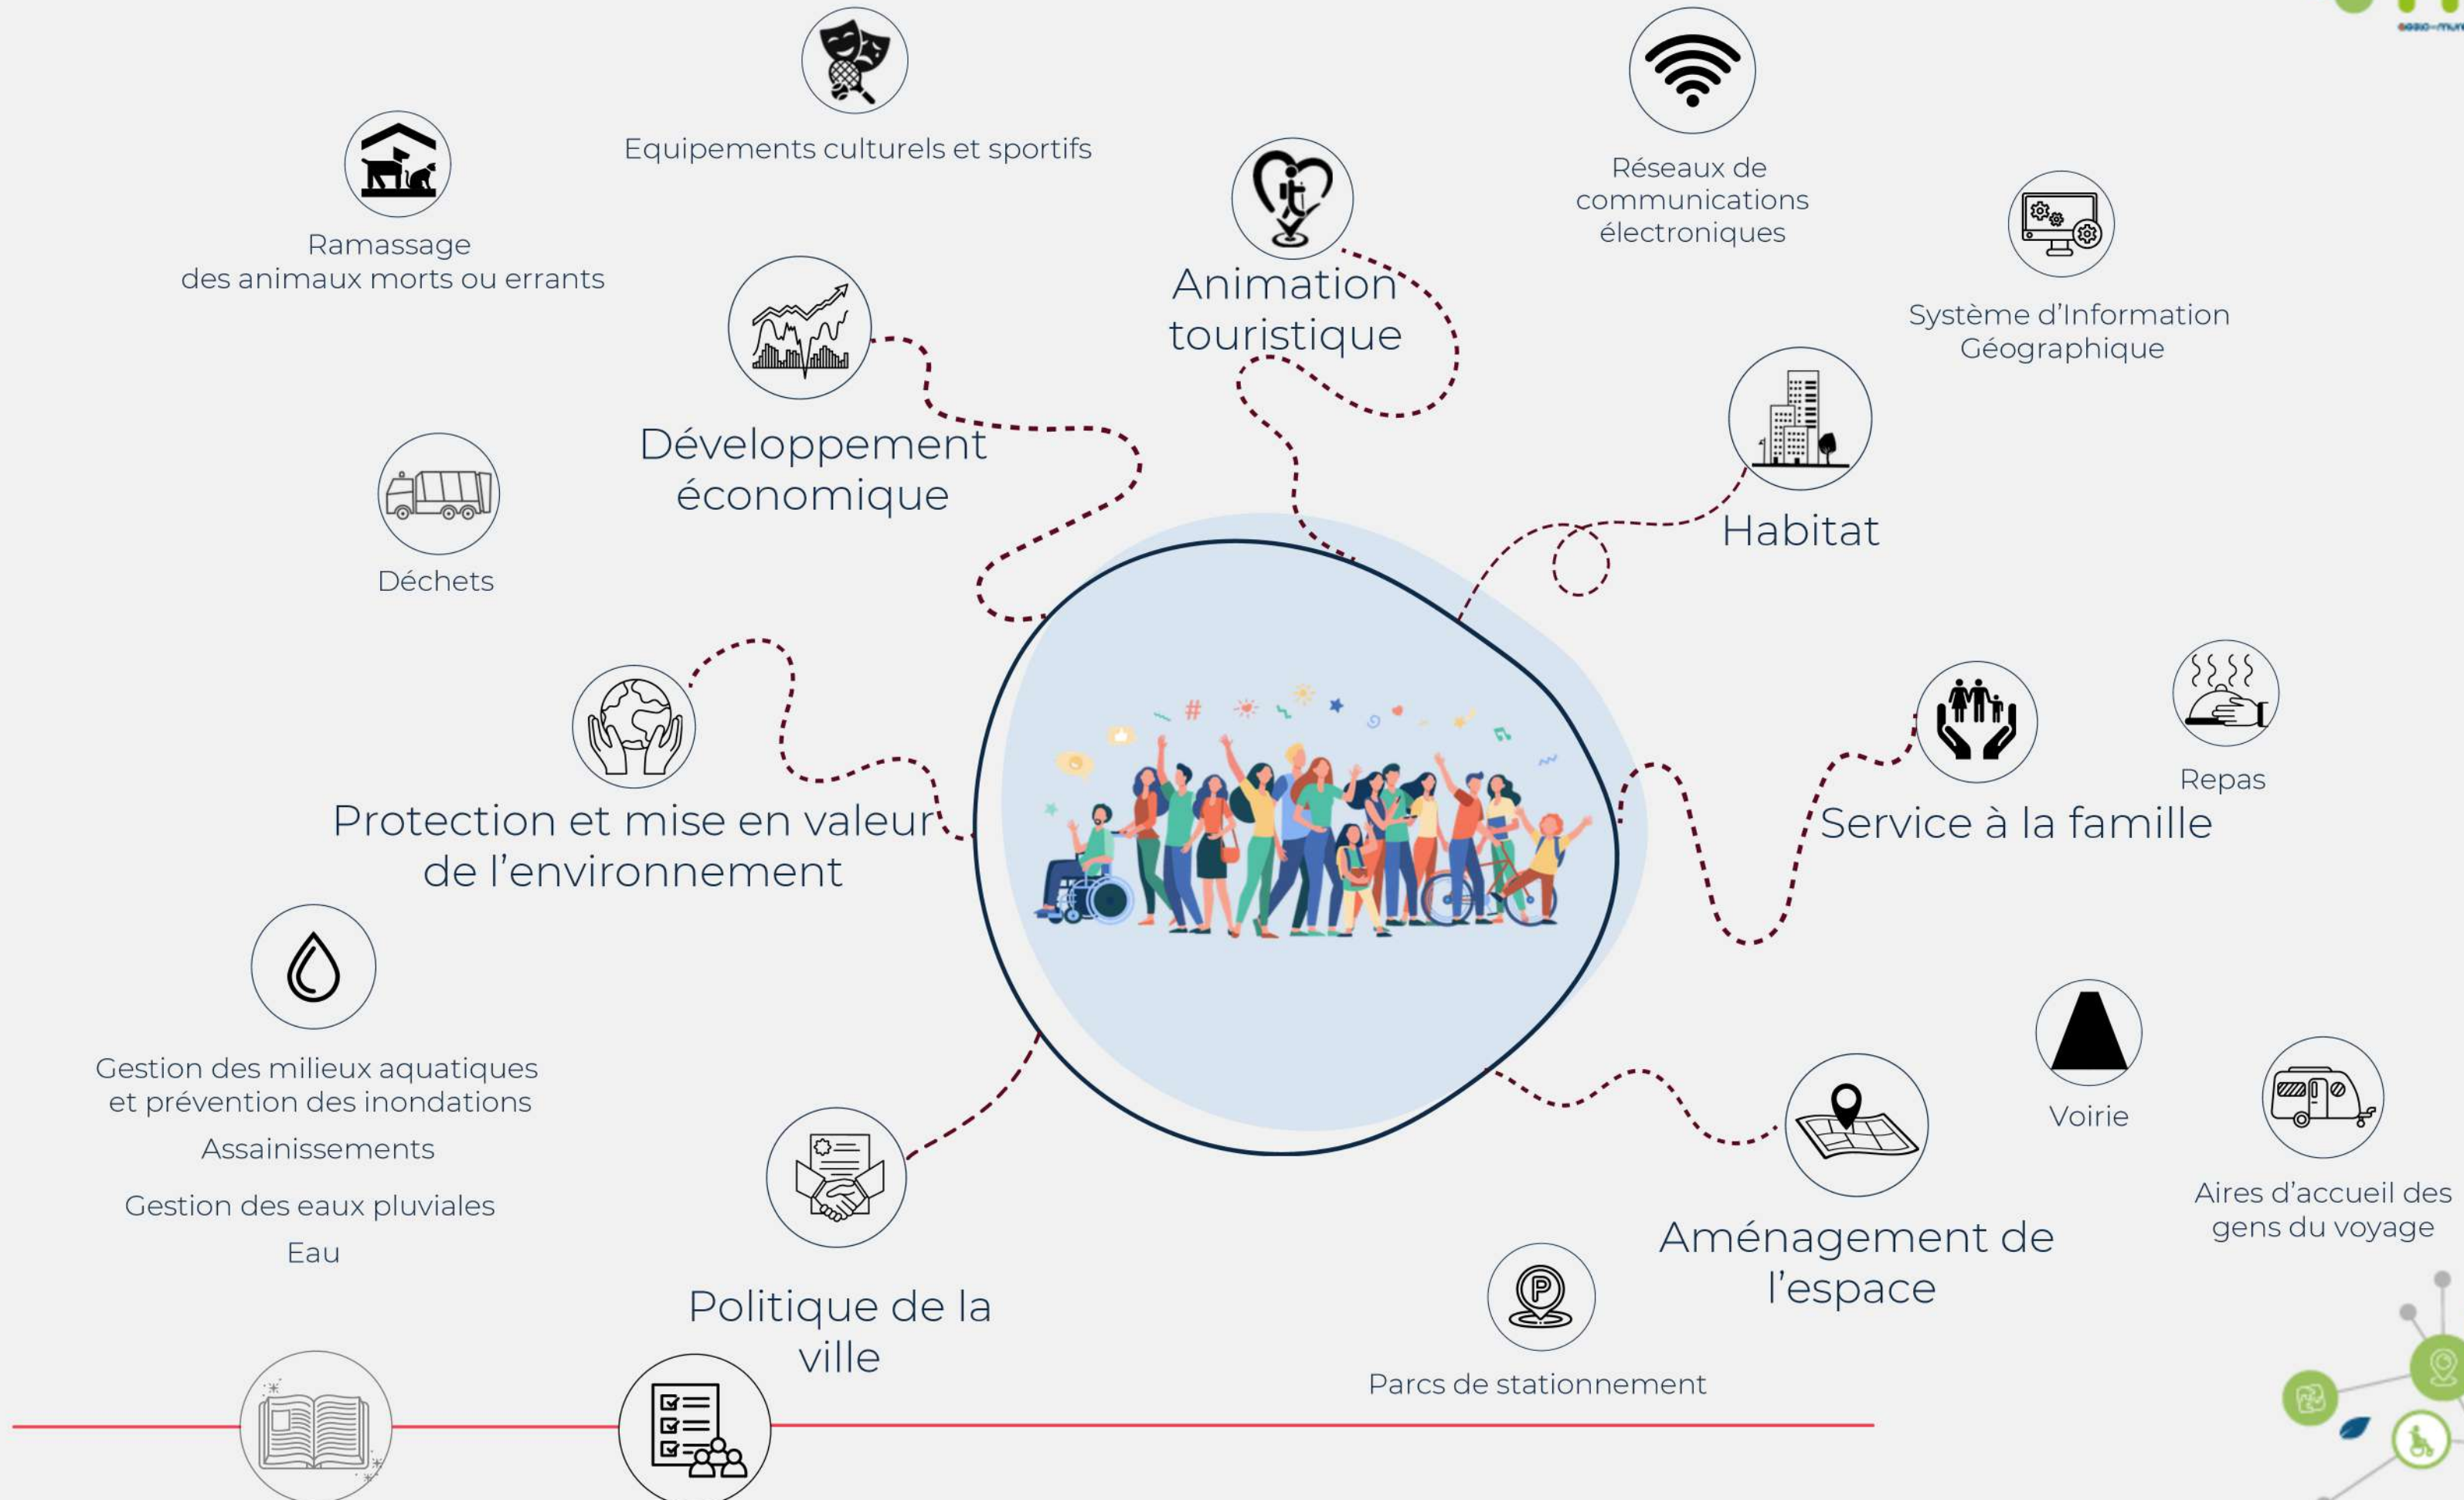 Equipements culturels et sportifs
Ramassage
des animaux morts ou errants
Réseaux de
communications
électroniques
Animation
touristique
Système d'Information
Géographique
Développement
économique
Habitat
Déchets
Protection et mise en valeur
de l'environnement
Repas
Service à la famille
Gestion des milieux aquatiques
et prévention des inondations
Assainissements
Gestion des eaux pluviales
Eau
Politique de la
ville
Voirie
Aires d'accueil des
gens du voyage
Aménagement de
l'espace
P
Parcs de stationnement